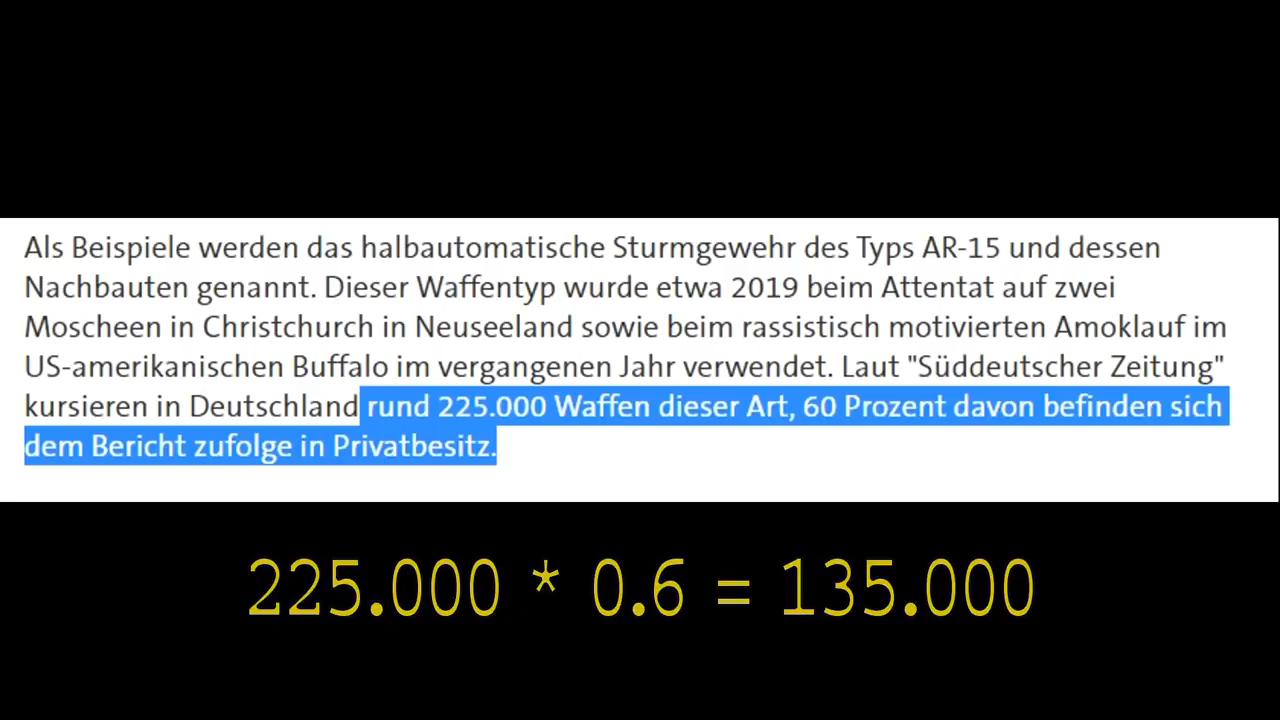 Als Beispiele werden das halbautomatische Sturmgewehr des Typs AR-15 und dessen
Nachbauten genannt. Dieser Waffentyp wurde etwa 2019 beim Attentat auf zwei
Moscheen in Christchurch in Neuseeland sowie beim rassistisch motivierten Amoklauf im
US-amerikanischen Buffalo im vergangenen Jahr verwendet. Laut "Süddeutscher Zeitung"
kursieren in Deutschland rund 225.000 Waffen dieser Art, 60 Prozent davon befinden sich
dem Bericht zufolge in Privatbesitz.
225.000 * 0.6 = 135.000